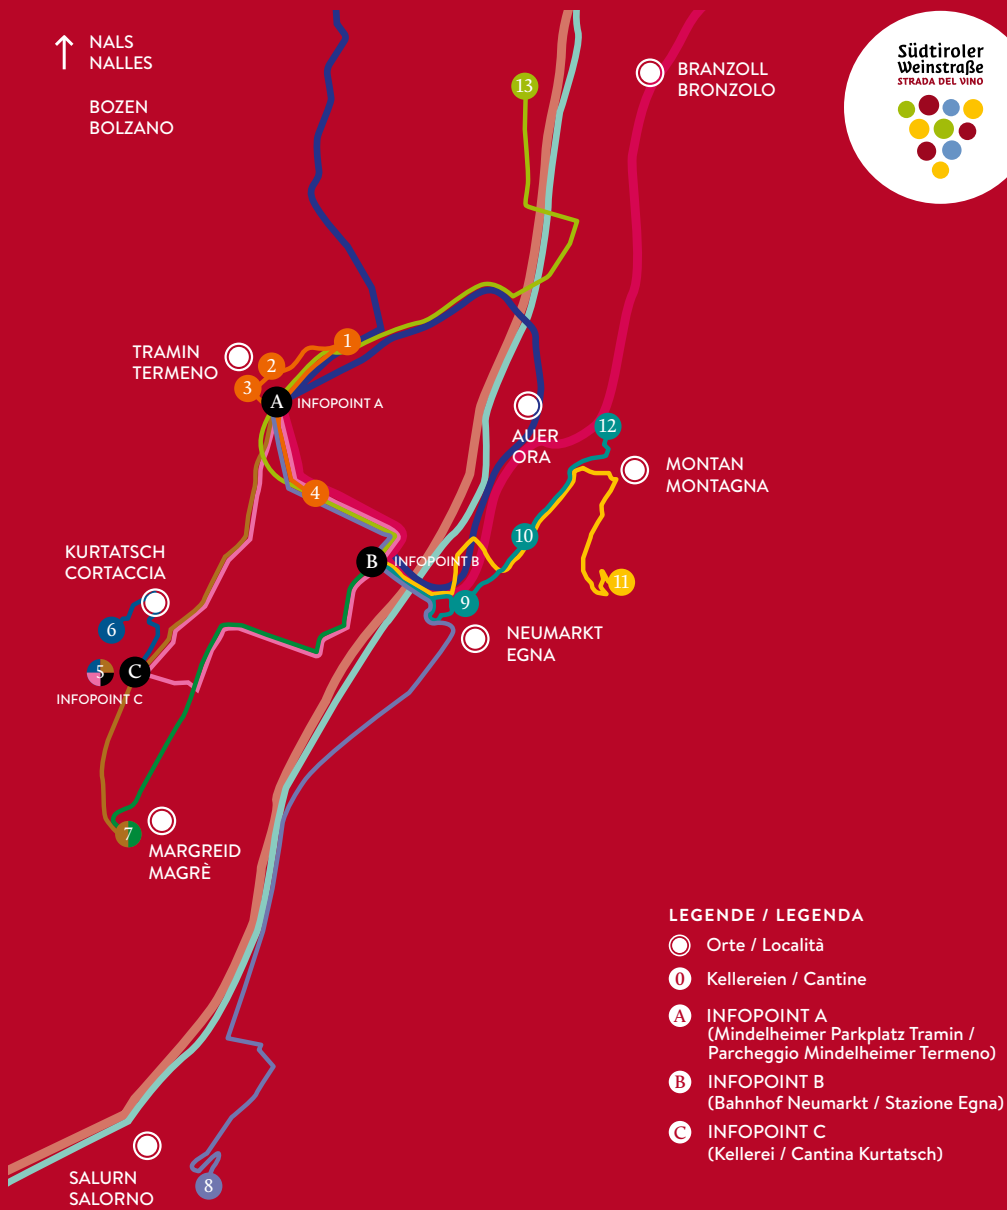 NALS
NALLES
BOZEN
BOLZANO
Südtiroler
Weinstraße
STRADA DEL VINO
BRANZOLL
BRONZOLO
13
TRAMIN
TERMENO
1
2
3
A INFOPOINT A
AUER
ORA
12
MONTAN
MONTAGNA
4
10
KURTATSCH
CORTACCIA
B INFOPOINT B
11
9
6
NEUMARKT
EGNA
5 C
INFOPOINT C
7
MARGREID
MAGRÈ
LEGENDE / LEGENDA
Orte / Località
0 Kellereien / Cantine
A INFOPOINT A
(Mindelheimer Parkplatz Tramin /
Parcheggio Mindelheimer Termeno)
B INFOPOINT B
(Bahnhof Neumarkt / Stazione Egna)
C INFOPOINT C
(Kellerei / Cantina Kurtatsch)
SALURN
SALORNO
8